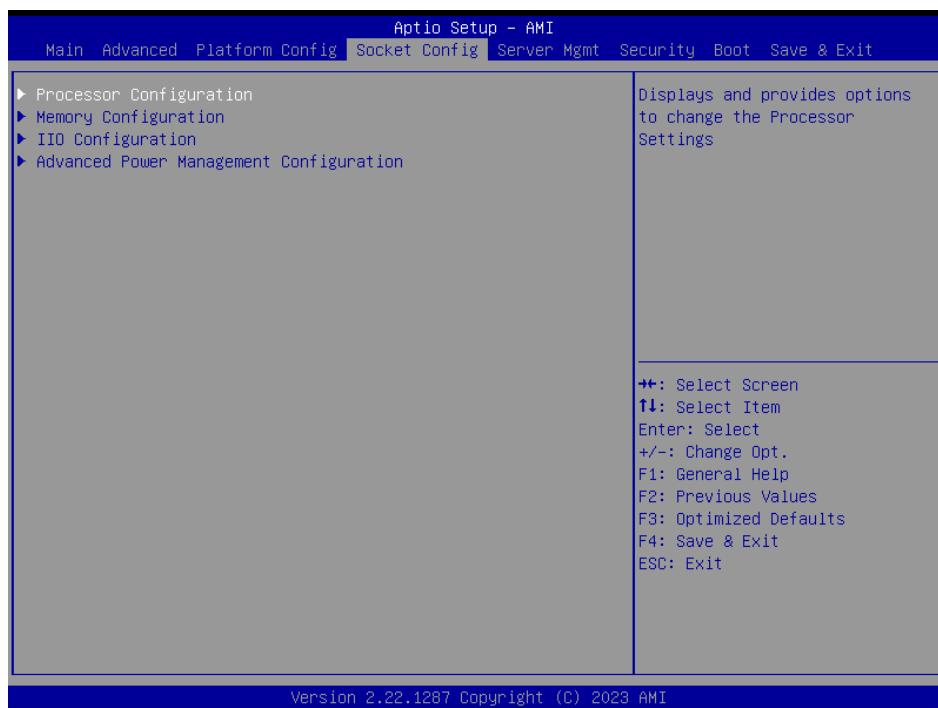 Aptio Setup – AMI
Main Advanced Platform Config Socket Config Server Mgmt Security Boot Save & Exit
▶ Processor Configuration
▶ Memory Configuration
▶ IIO Configuration
▶ Advanced Power Management Configuration
Displays and provides options
to change the Processor
Settings
→←: Select Screen
↑↓: Select Item
Enter: Select
+/-: Change Opt.
F1: General Help
F2: Previous Values
F3: Optimized Defaults
F4: Save & Exit
ESC: Exit
Version 2.22.1287 Copyright (C) 2023 AMI